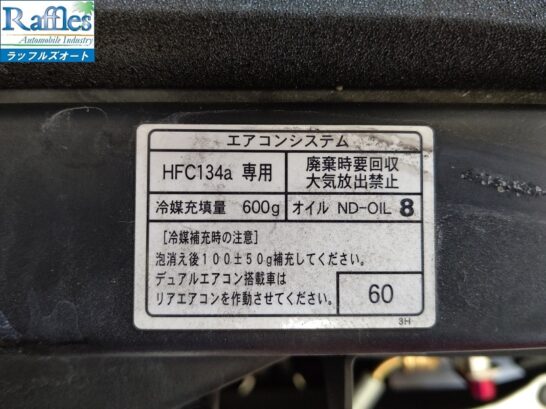 Raffles
Automobile Industry
ラッフルズオート
エアコンシステム
HFC134a 専用
廃棄時要回収
大気放出禁止
冷媒充填量 600g
オイル ND-OIL 8
[冷媒補充時の注意]
泡消え後100±50g補充してください。
デュアルエアコン搭載車は
リアエアコンを作動させてください。
60
3H